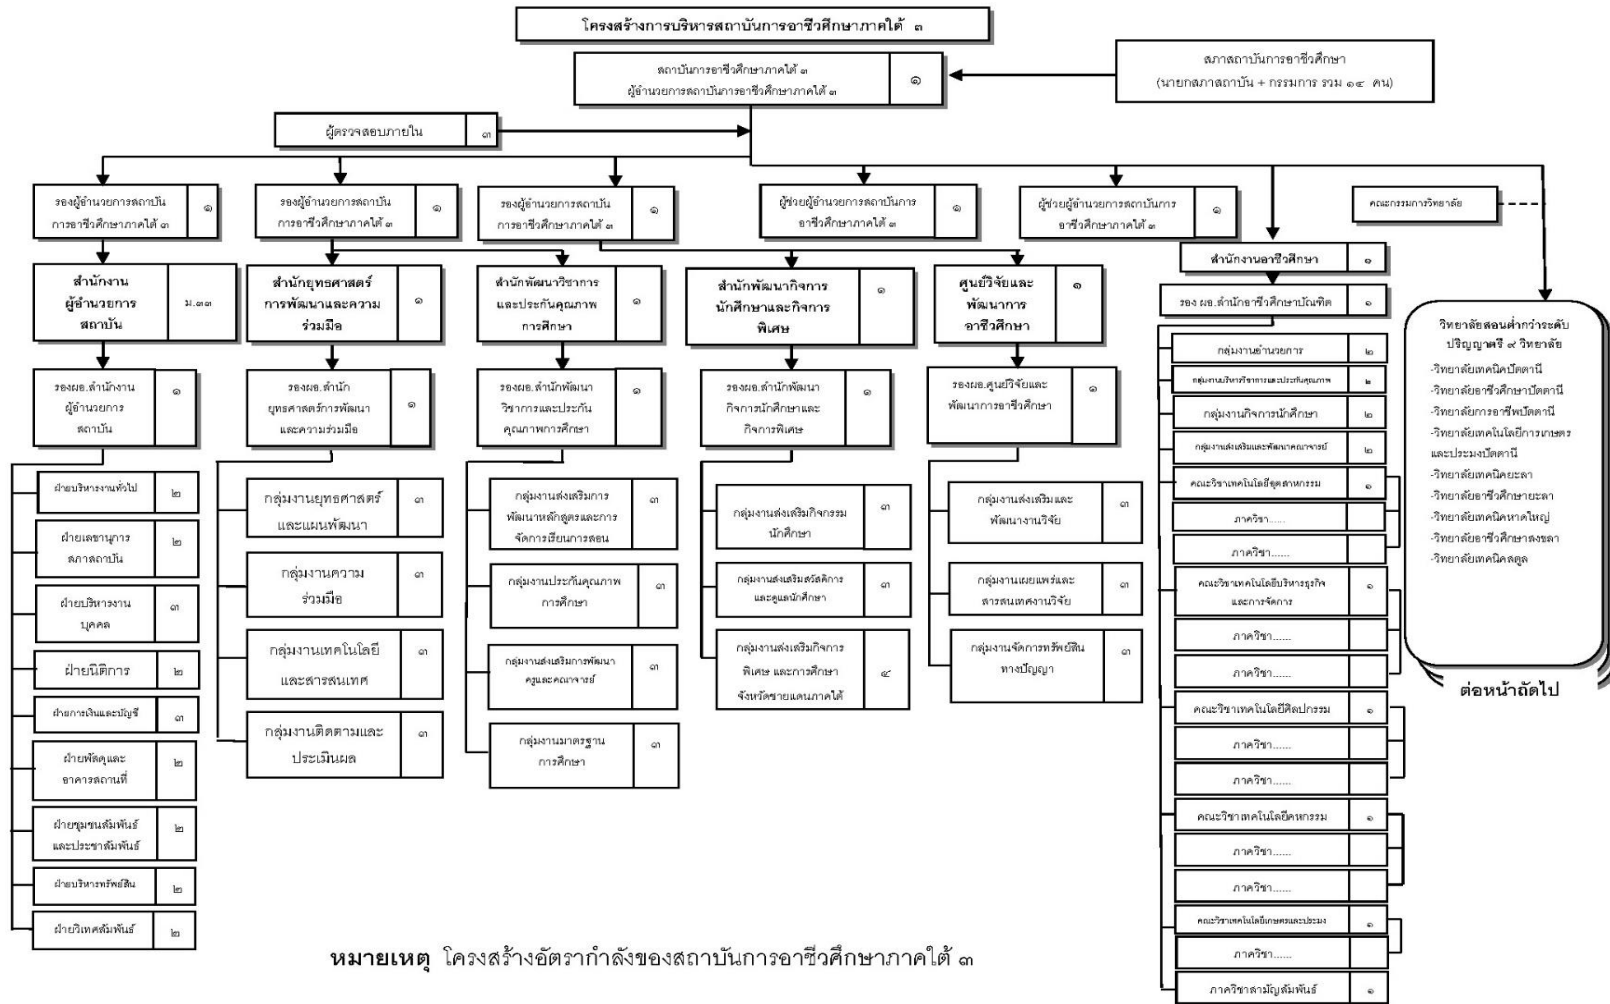 โครงสร้างการบริหารสถาบันการอาชีวศึกษาภาคใต้ ๓
สถาบันการอาชีวศึกษาภาคใต้ ๓
ผู้อำนวยการสถาบันการอาชีวศึกษาภาคใต้ ๓
๑
สภาสถาบันการอาชีวศึกษา
(นายกสภาสถาบัน + กรรมการ รวม ๑๔ คน)
ผู้ตรวจสอบภายใน
๓
รองผู้อำนวยการสถาบัน
การอาชีวศึกษาภาคใต้ ๓
๑
รองผู้อำนวยการสถาบัน
การอาชีวศึกษาภาคใต้ ๓
๑
รองผู้อำนวยการสถาบัน
การอาชีวศึกษาภาคใต้ ๓
๑
ผู้ช่วยผู้อำนวยการสถาบันการ
อาชีวศึกษาภาคใต้ ๓
๑
ผู้ช่วยผู้อำนวยการสถาบันการ
อาชีวศึกษาภาคใต้ ๓
๑
คณะกรรมการวิทยาลัย
สำนักงาน
ผู้อำนวยการ
สถาบัน
ม.๓๓
รองผอ.สำนักงาน
ผู้อำนวยการ
สถาบัน
๑
ฝ่ายบริหารงานทั่วไป
๒
ฝ่ายเลขานุการ
สภาสถาบัน
๒
ฝ่ายบริหารงาน
บุคคล
๓
ฝ่ายนิติการ
๒
ฝ่ายการเงินและบัญชี
๓
ฝ่ายพัสดุและ
อาคารสถานที่
๒
ฝ่ายชุมชนสัมพันธ์
และประชาสัมพันธ์
๒
ฝ่ายบริหารทรัพย์สิน
๒
ฝ่ายวิเทศสัมพันธ์
๒
สำนักยุทธศาสตร์
การพัฒนาและความ
ร่วมมือ
๑
รองผอ.สำนัก
ยุทธศาสตร์การพัฒนา
และความร่วมมือ
๑
กลุ่มงานยุทธศาสตร์
และแผนพัฒนา
๓
กลุ่มงานความ
ร่วมมือ
๓
กลุ่มงานเทคโนโลยี
และสารสนเทศ
๓
กลุ่มงานติดตามและ
ประเมินผล
๓
สำนักพัฒนาวิชาการ
และประกันคุณภาพ
การศึกษา
๑
รองผอ.สำนักพัฒนา
วิชาการและประกัน
คุณภาพการศึกษา
๑
กลุ่มงานส่งเสริมการ
พัฒนาหลักสูตรและการ
จัดการเรียนการสอน
๓
กลุ่มงานประกันคุณภาพ
การศึกษา
๓
กลุ่มงานส่งเสริมการพัฒนา
ครูและคณาจารย์
๓
กลุ่มงานมาตรฐาน
การศึกษา
๓
สำนักพัฒนากิจการ
นักศึกษาและกิจการ
พิเศษ
๑
รองผอ.สำนักพัฒนา
กิจการนักศึกษาและ
กิจการพิเศษ
๑
กลุ่มงานส่งเสริมกิจกรรม
นักศึกษา
๓
กลุ่มงานส่งเสริมสวัสดิการ
และดูแลนักศึกษา
๓
กลุ่มงานส่งเสริมกิจการ
พิเศษ และการศึกษา
จังหวัดชายแดนภาคใต้
๔
ศูนย์วิจัยและ
พัฒนาการ
อาชีวศึกษา
๑
รองผอ.ศูนย์วิจัยและ
พัฒนาการอาชีวศึกษา
๑
กลุ่มงานส่งเสริมและ
พัฒนางานวิจัย
๓
กลุ่มงานเผยแพร่และ
สารสนเทศงานวิจัย
๓
กลุ่มงานจัดการทรัพย์สิน
ทางปัญญา
๓
สำนักงานอาชีวศึกษา
๑
รอง ผอ.สำนักอาชีวศึกษาบัณฑิต
๑
กลุ่มงานอำนวยการ
๒
กลุ่มงานบริหารวิชาการและประกันคุณภาพ
๒
กลุ่มงานกิจการนักศึกษา
๒
กลุ่มงานส่งเสริมและพัฒนาคณาจารย์
๒
คณะวิชาเทคโนโลยีอุตสาหกรรม
๑
ภาควิชา......
ภาควิชา......
คณะวิชาเทคโนโลยีบริหารธุรกิจ
และการจัดการ
๑
ภาควิชา......
ภาควิชา......
คณะวิชาเทคโนโลยีศิลปกรรม
๑
ภาควิชา......
ภาควิชา......
คณะวิชาเทคโนโลยีคหกรรม
๑
ภาควิชา......
ภาควิชา......
คณะวิชาเทคโนโลยีเกษตรและประมง
๑
ภาควิชา......
ภาควิชาสามัญสัมพันธ์
๑
วิทยาลัยสอนต่ำกว่าระดับ
ปริญญาตรี ๙ วิทยาลัย
-วิทยาลัยเทคนิคปัตตานี
-วิทยาลัยอาชีวศึกษาปัตตานี
-วิทยาลัยการอาชีพปัตตานี
-วิทยาลัยเทคโนโลยีการเกษตร
และประมงปัตตานี
-วิทยาลัยเทคนิคยะลา
-วิทยาลัยอาชีวศึกษายะลา
-วิทยาลัยเทคนิคหาดใหญ่
-วิทยาลัยอาชีวศึกษาสงขลา
-วิทยาลัยเทคนิคสตูล
ต่อหน้าถัดไป
หมายเหตุ โครงสร้างอัตรากำลังของสถาบันการอาชีวศึกษาภาคใต้ ๓